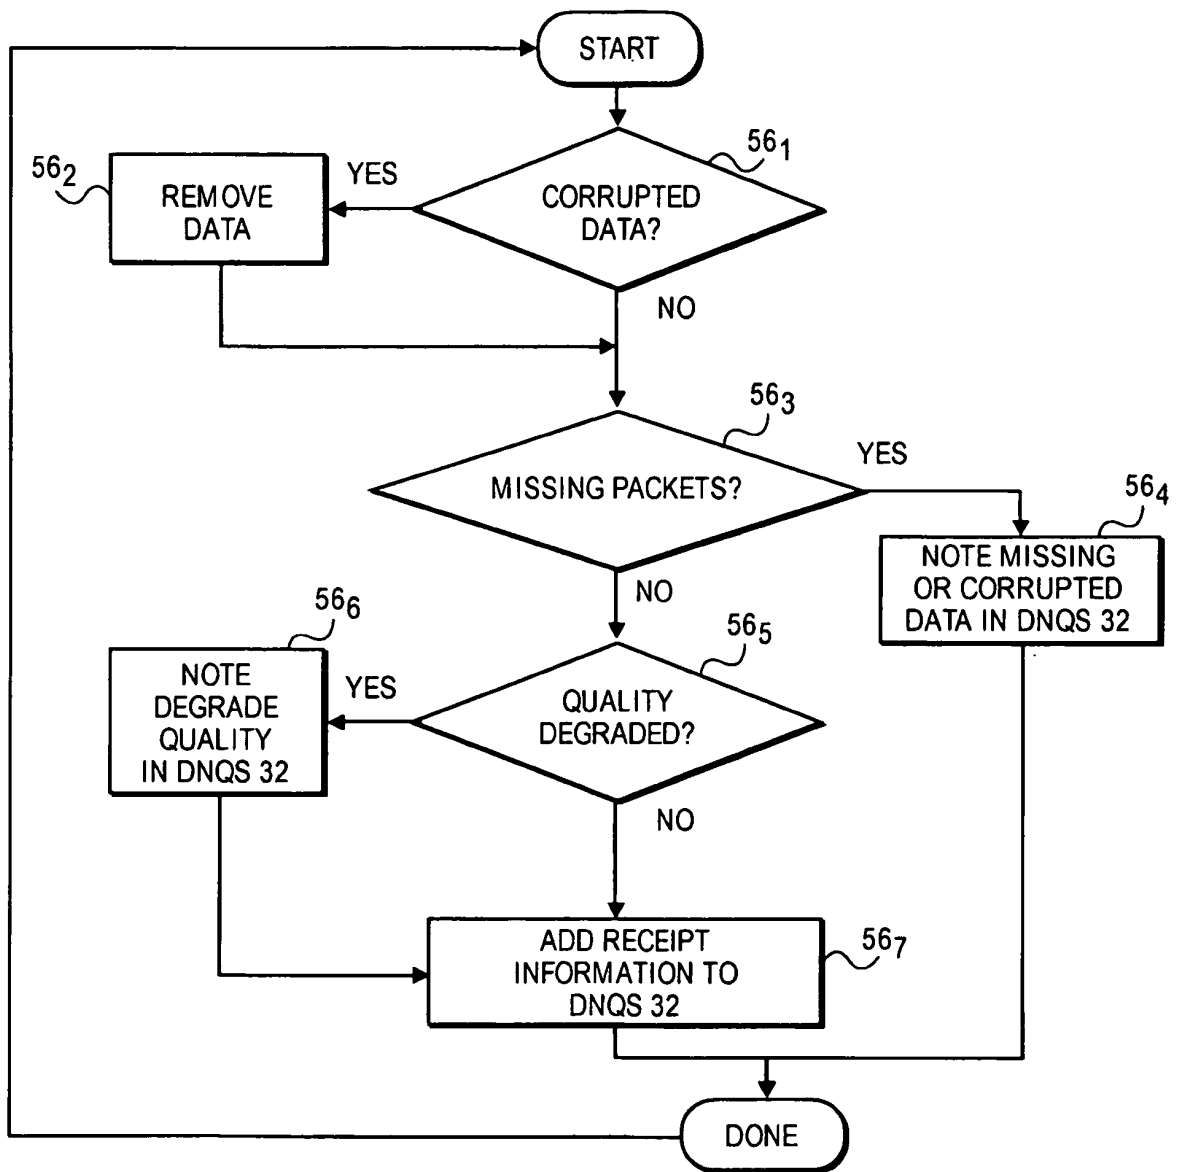 START
56₁
CORRUPTED
DATA?
YES
56₂
REMOVE
DATA
NO
56₃
MISSING PACKETS?
YES
56₄
NOTE MISSING
OR CORRUPTED
DATA IN DNQS 32
NO
56₅
QUALITY
DEGRADED?
YES
56₆
NOTE
DEGRADE
QUALITY
IN DNQS 32
NO
ADD RECEIPT
INFORMATION TO
DNQS 32
56₇
DONE